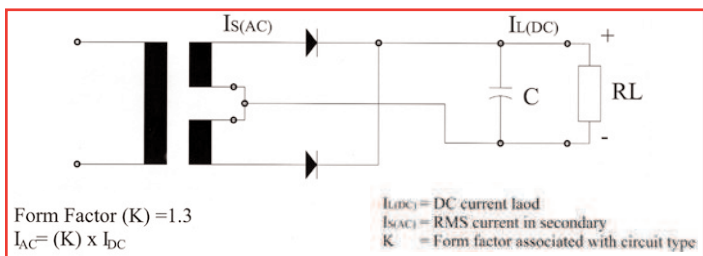 IS(AC)
IL(DC)
+
C
RL
-
Form Factor (K) =1.3
IAC= (K) x IDC
IL(DC) = DC current laod
IS(AC) = RMS current in secondary
K = Form factor associated with circuit type